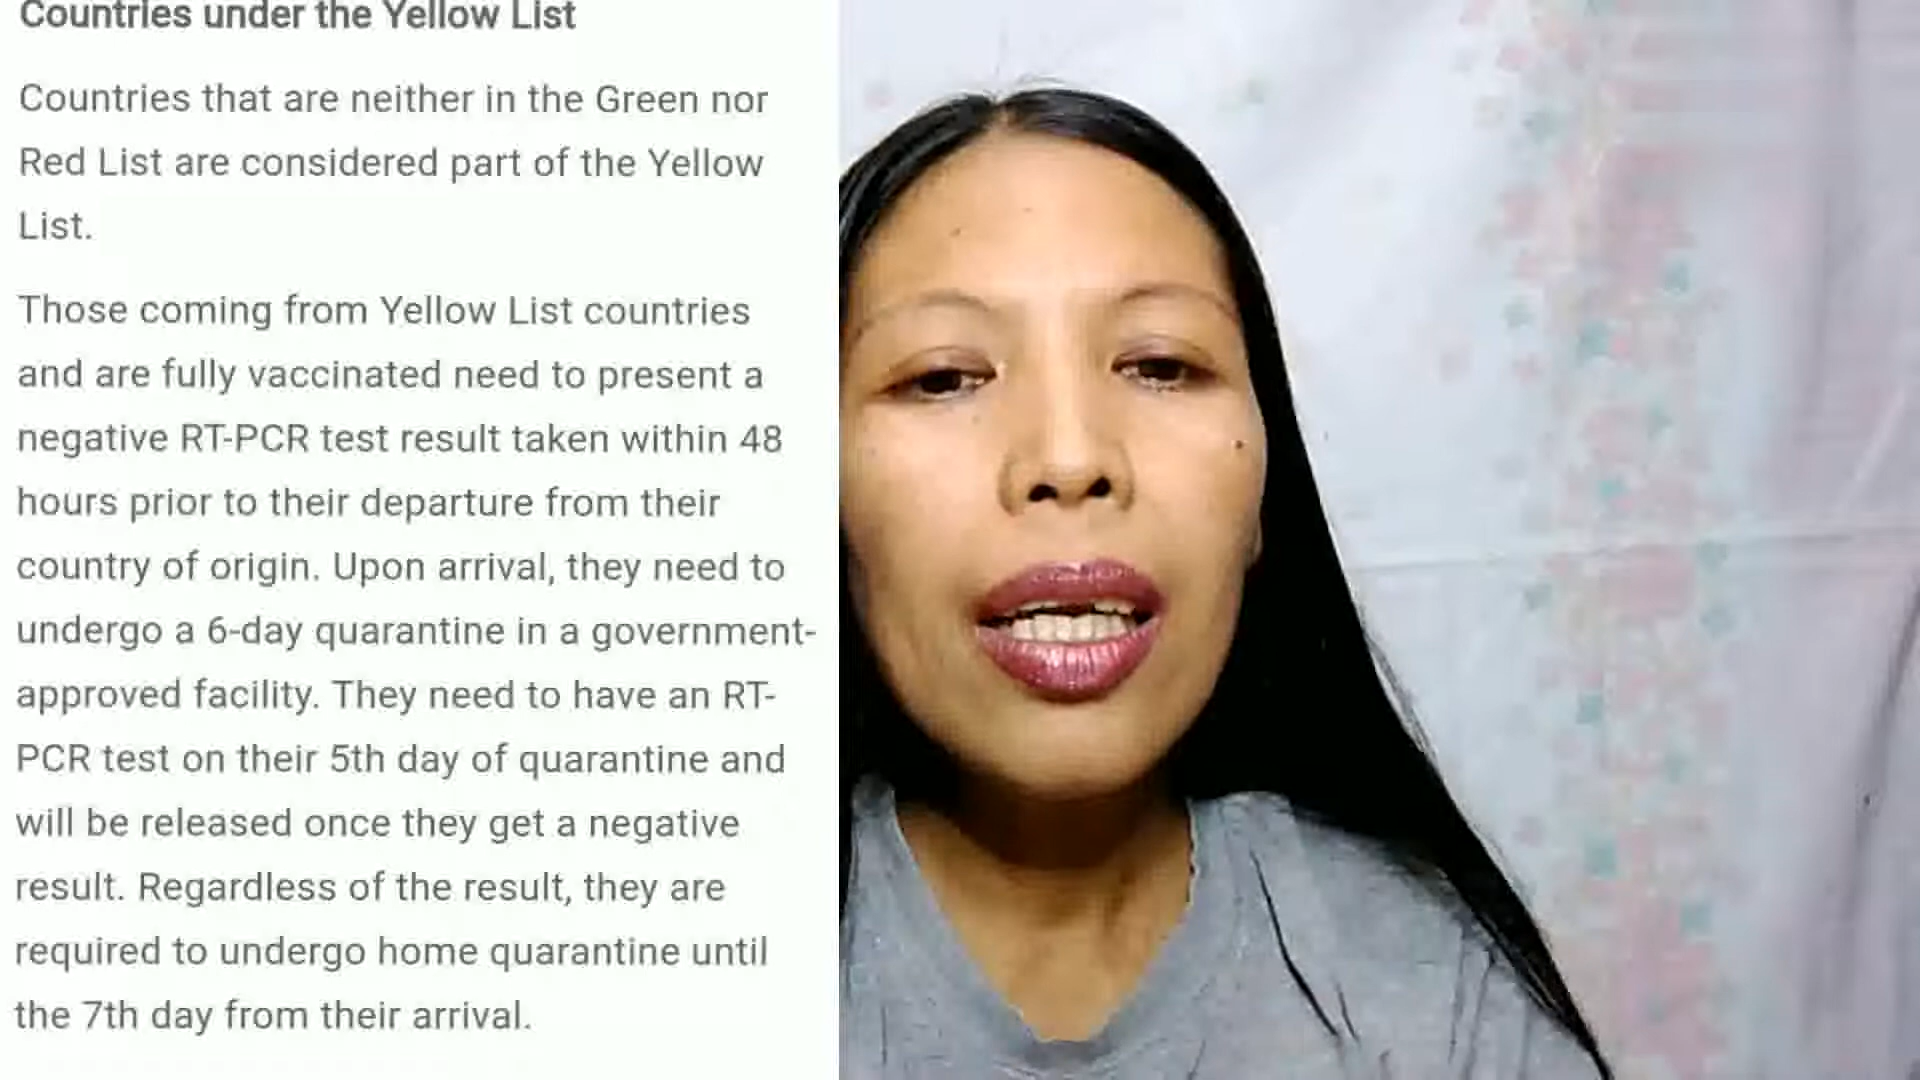 Countries under the Yellow List
Countries that are neither in the Green nor
Red List are considered part of the Yellow
List.
Those coming from Yellow List countries
and are fully vaccinated need to present a
negative RT-PCR test result taken within 48
hours prior to their departure from their
country of origin. Upon arrival, they need to
undergo a 6-day quarantine in a government-
approved facility. They need to have an RT-
PCR test on their 5th day of quarantine and
will be released once they get a negative
result. Regardless of the result, they are
required to undergo home quarantine until
the 7th day from their arrival.